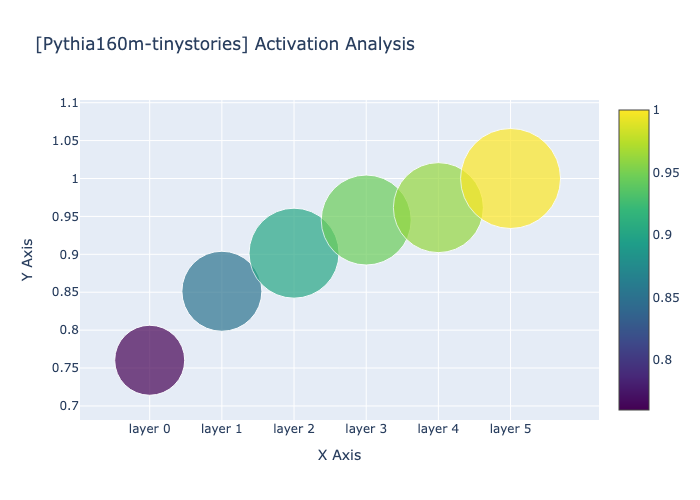 [Pythia160m-tinystories] Activation Analysis
1.1
1.05
1
0.95
0.9
0.85
0.8
0.75
0.7
Y Axis
layer 0
layer 1
layer 2
layer 3
layer 4
layer 5
X Axis
1
0.95
0.9
0.85
0.8